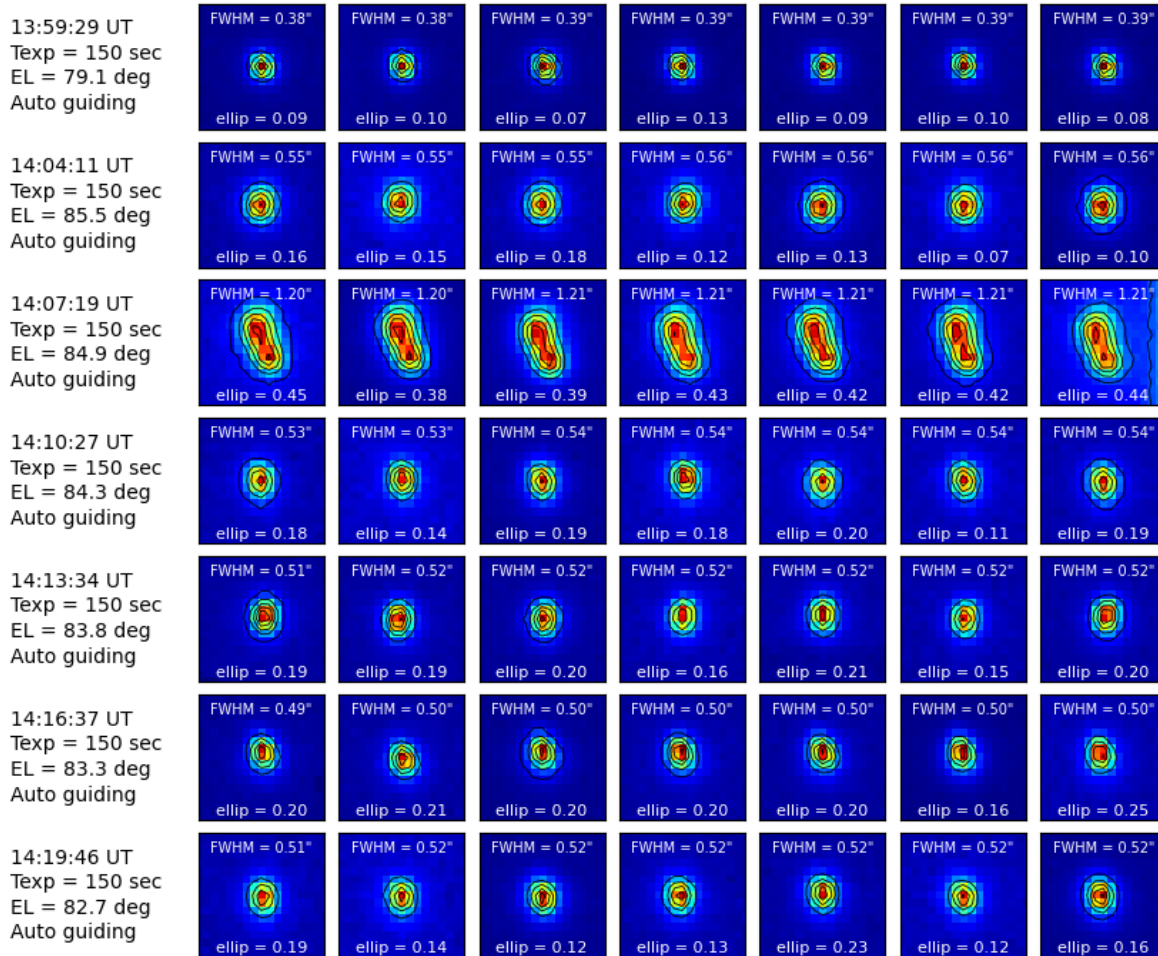 13:59:29 UT
Texp = 150 sec
EL = 79.1 deg
Auto guiding
FWHM = 0.38" FWHM = 0.38" FWHM = 0.39" FWHM = 0.39" FWHM = 0.39" FWHM = 0.39" FWHM = 0.39"
ellip = 0.09 ellip = 0.10 ellip = 0.07 ellip = 0.13 ellip = 0.09 ellip = 0.10 ellip = 0.08
14:04:11 UT
Texp = 150 sec
EL = 85.5 deg
Auto guiding
FWHM = 0.55" FWHM = 0.55" FWHM = 0.55" FWHM = 0.56" FWHM = 0.56" FWHM = 0.56" FWHM = 0.56"
ellip = 0.16 ellip = 0.15 ellip = 0.18 ellip = 0.12 ellip = 0.13 ellip = 0.07 ellip = 0.10
14:07:19 UT
Texp = 150 sec
EL = 84.9 deg
Auto guiding
FWHM = 1.20" FWHM = 1.20" FWHM = 1.21" FWHM = 1.21" FWHM = 1.21" FWHM = 1.21" FWHM = 1.21"
ellip = 0.45 ellip = 0.38 ellip = 0.39 ellip = 0.43 ellip = 0.42 ellip = 0.42 ellip = 0.44
14:10:27 UT
Texp = 150 sec
EL = 84.3 deg
Auto guiding
FWHM = 0.53" FWHM = 0.53" FWHM = 0.54" FWHM = 0.54" FWHM = 0.54" FWHM = 0.54" FWHM = 0.54"
ellip = 0.18 ellip = 0.14 ellip = 0.19 ellip = 0.18 ellip = 0.20 ellip = 0.11 ellip = 0.19
14:13:34 UT
Texp = 150 sec
EL = 83.8 deg
Auto guiding
FWHM = 0.51" FWHM = 0.52" FWHM = 0.52" FWHM = 0.52" FWHM = 0.52" FWHM = 0.52" FWHM = 0.52"
ellip = 0.19 ellip = 0.19 ellip = 0.20 ellip = 0.16 ellip = 0.21 ellip = 0.15 ellip = 0.20
14:16:37 UT
Texp = 150 sec
EL = 83.3 deg
Auto guiding
FWHM = 0.49" FWHM = 0.50" FWHM = 0.50" FWHM = 0.50" FWHM = 0.50" FWHM = 0.50" FWHM = 0.50"
ellip = 0.20 ellip = 0.21 ellip = 0.20 ellip = 0.20 ellip = 0.20 ellip = 0.16 ellip = 0.25
14:19:46 UT
Texp = 150 sec
EL = 82.7 deg
Auto guiding
FWHM = 0.51" FWHM = 0.52" FWHM = 0.52" FWHM = 0.52" FWHM = 0.52" FWHM = 0.52" FWHM = 0.52"
ellip = 0.19 ellip = 0.14 ellip = 0.12 ellip = 0.13 ellip = 0.23 ellip = 0.12 ellip = 0.16